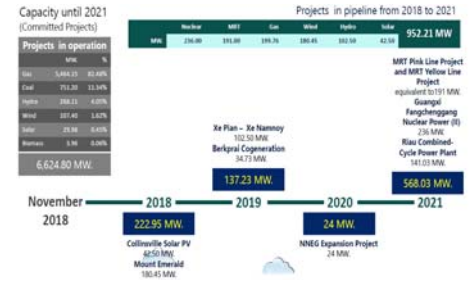 Capacity until 2021
(Committed Projects)
Projects in operation
MW. %
Gas 5,464.15 82.48%
Coal 751.20 11.34%
Hydro 268.11 4.05%
Wind 107.40 1.62%
Solar 29.98 0.45%
Biomass 3.96 0.06%
6,624.80 MW.
Projects in pipeline from 2018 to 2021
Nuclear MRT Gas Wind Hydro Solar
MW. 236.00 191.00 199.76 180.45 102.50 42.50
952.21 MW
MRT Pink Line Project
and MRT Yellow Line
Project
equivalent to191 MW.
Guangxi
Fangchenggang
Nuclear Power (II)
236 MW.
Riau Combined-
Cycle Power Plant
141.03 MW.
568.03 MW.
Xe Pian – Xe Namnoy
102.50 MW.
Berkprai Cogeneration
34.73 MW.
137.23 MW.
November
2018
2018 2019 2020 2021
222.95 MW.
Collinsville Solar PV
42.50 MW.
Mount Emerald
180.45 MW.
24 MW.
NNEG Expansion Project
24 MW.